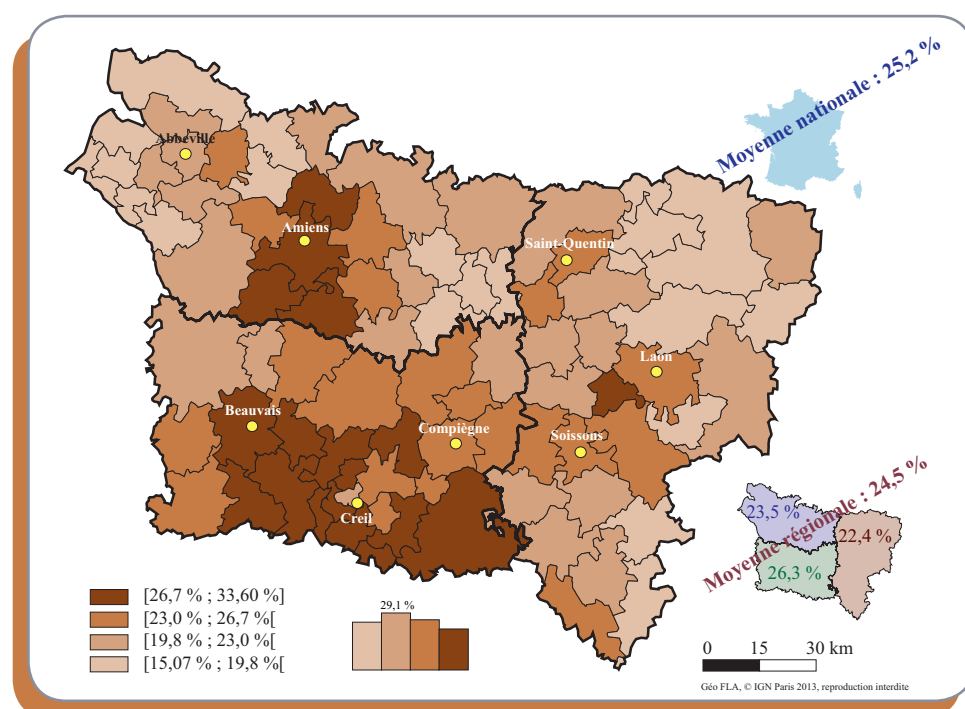 Moyenne nationale : 25,2 %
Abbeville
Amiens
Saint-Quentin
Laon
Beauvais
Compiègne
Soissons
Creil
Moyenne régionale : 24,5 %
23,5 %
22,4 %
26,3 %
[26,7 % ; 33,60 %]
[23,0 % ; 26,7 %[
[19,8 % ; 23,0 %[
[15,07 % ; 19,8 %[
29,1 %
0 15 30 km
Géo FLA, © IGN Paris 2013, reproduction interdite